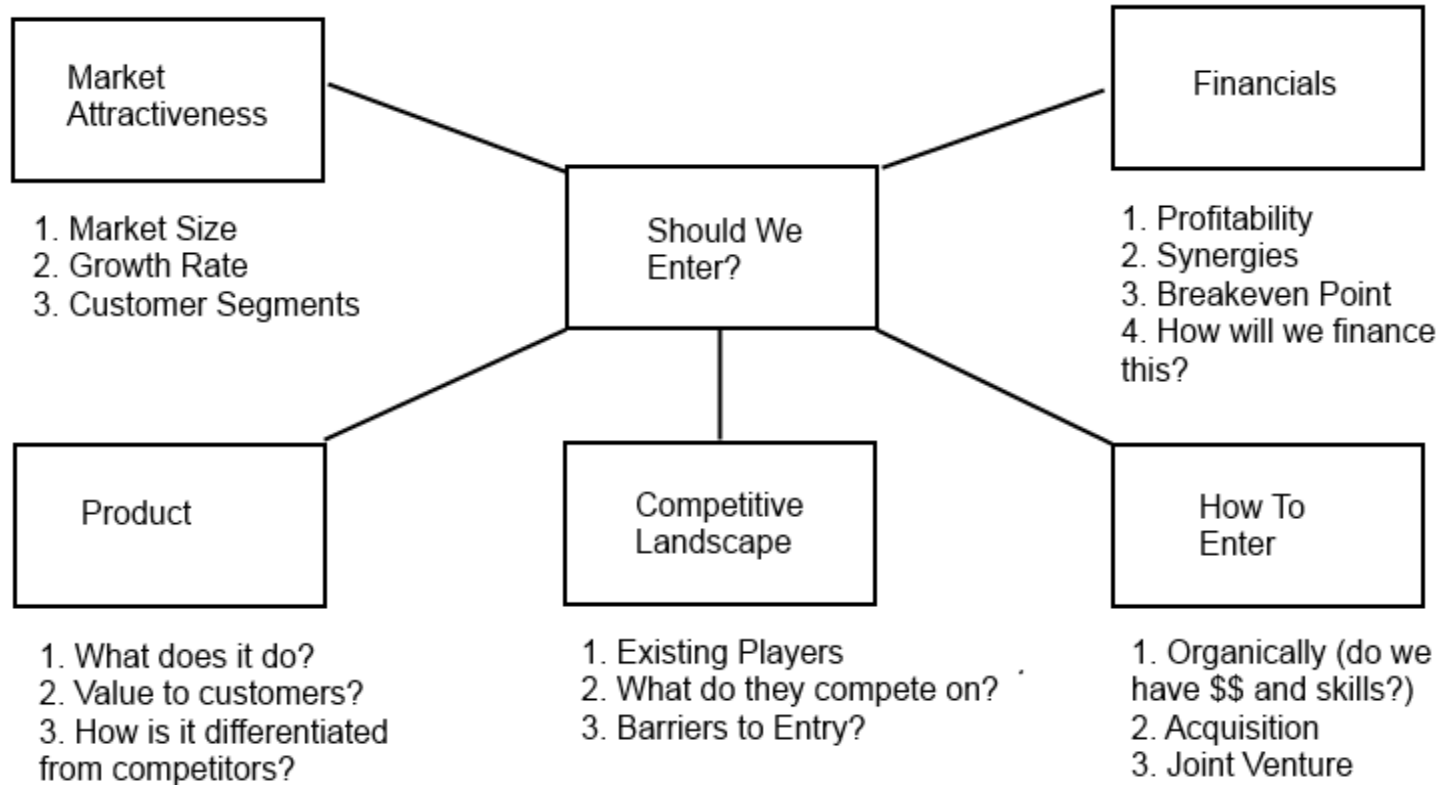 Market
Attractiveness
1. Market Size
2. Growth Rate
3. Customer Segments
Financials
1. Profitability
2. Synergies
3. Breakeven Point
4. How will we finance
this?
Should We
Enter?
Product
1. What does it do?
2. Value to customers?
3. How is it differentiated
from competitors?
Competitive
Landscape
1. Existing Players
2. What do they compete on?
3. Barriers to Entry?
How To
Enter
1. Organically (do we
have $$ and skills?)
2. Acquisition
3. Joint Venture